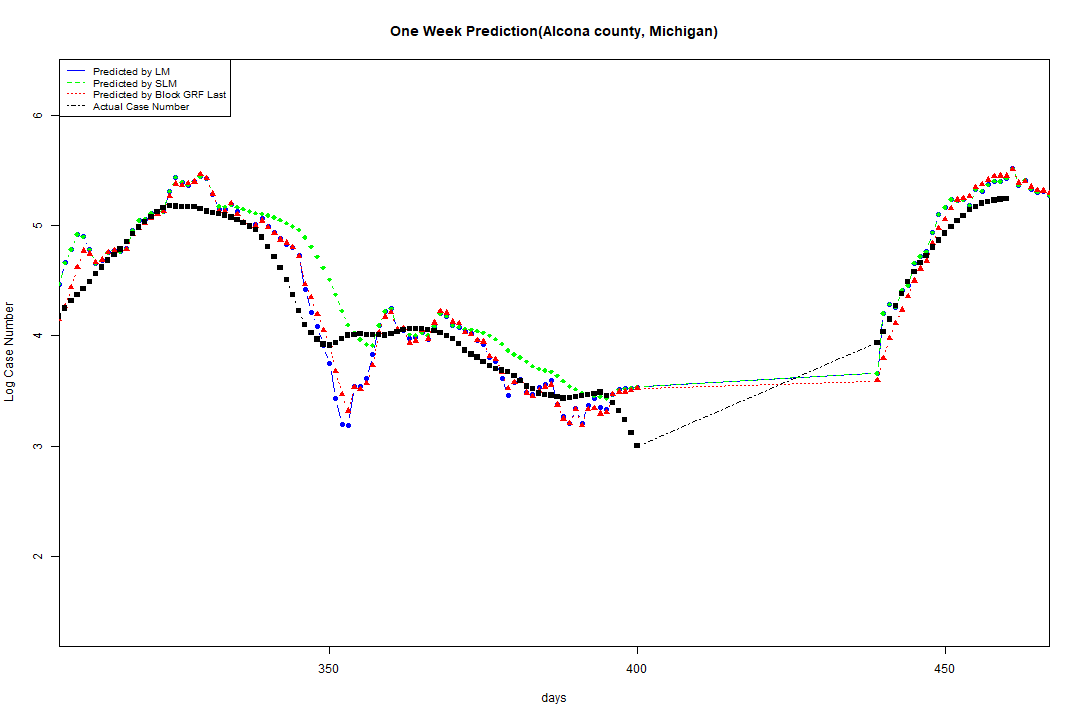 One Week Prediction(Alcona county, Michigan)
Predicted by LM
Predicted by SLM
Predicted by Block GRF Last
Actual Case Number
Log Case Number
6
5
4
3
2
350
400
450
days